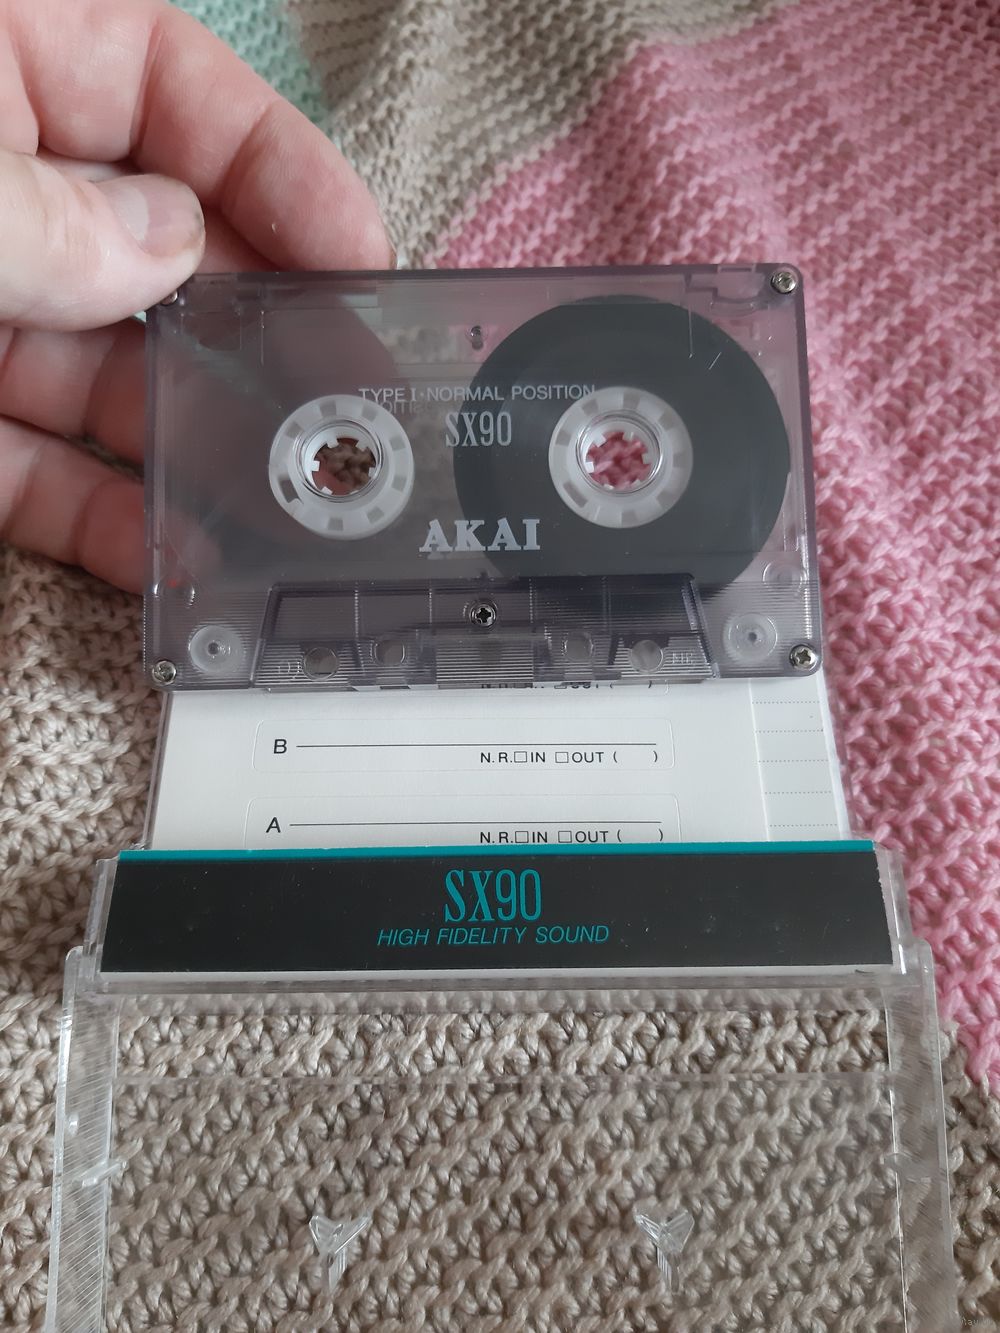 TYPE I·NORMAL POSITION
SX90
AKAI
B
N.R.□IN □OUT ( )
A
N.R.□IN □OUT ( )
SX90
HIGH FIDELITY SOUND